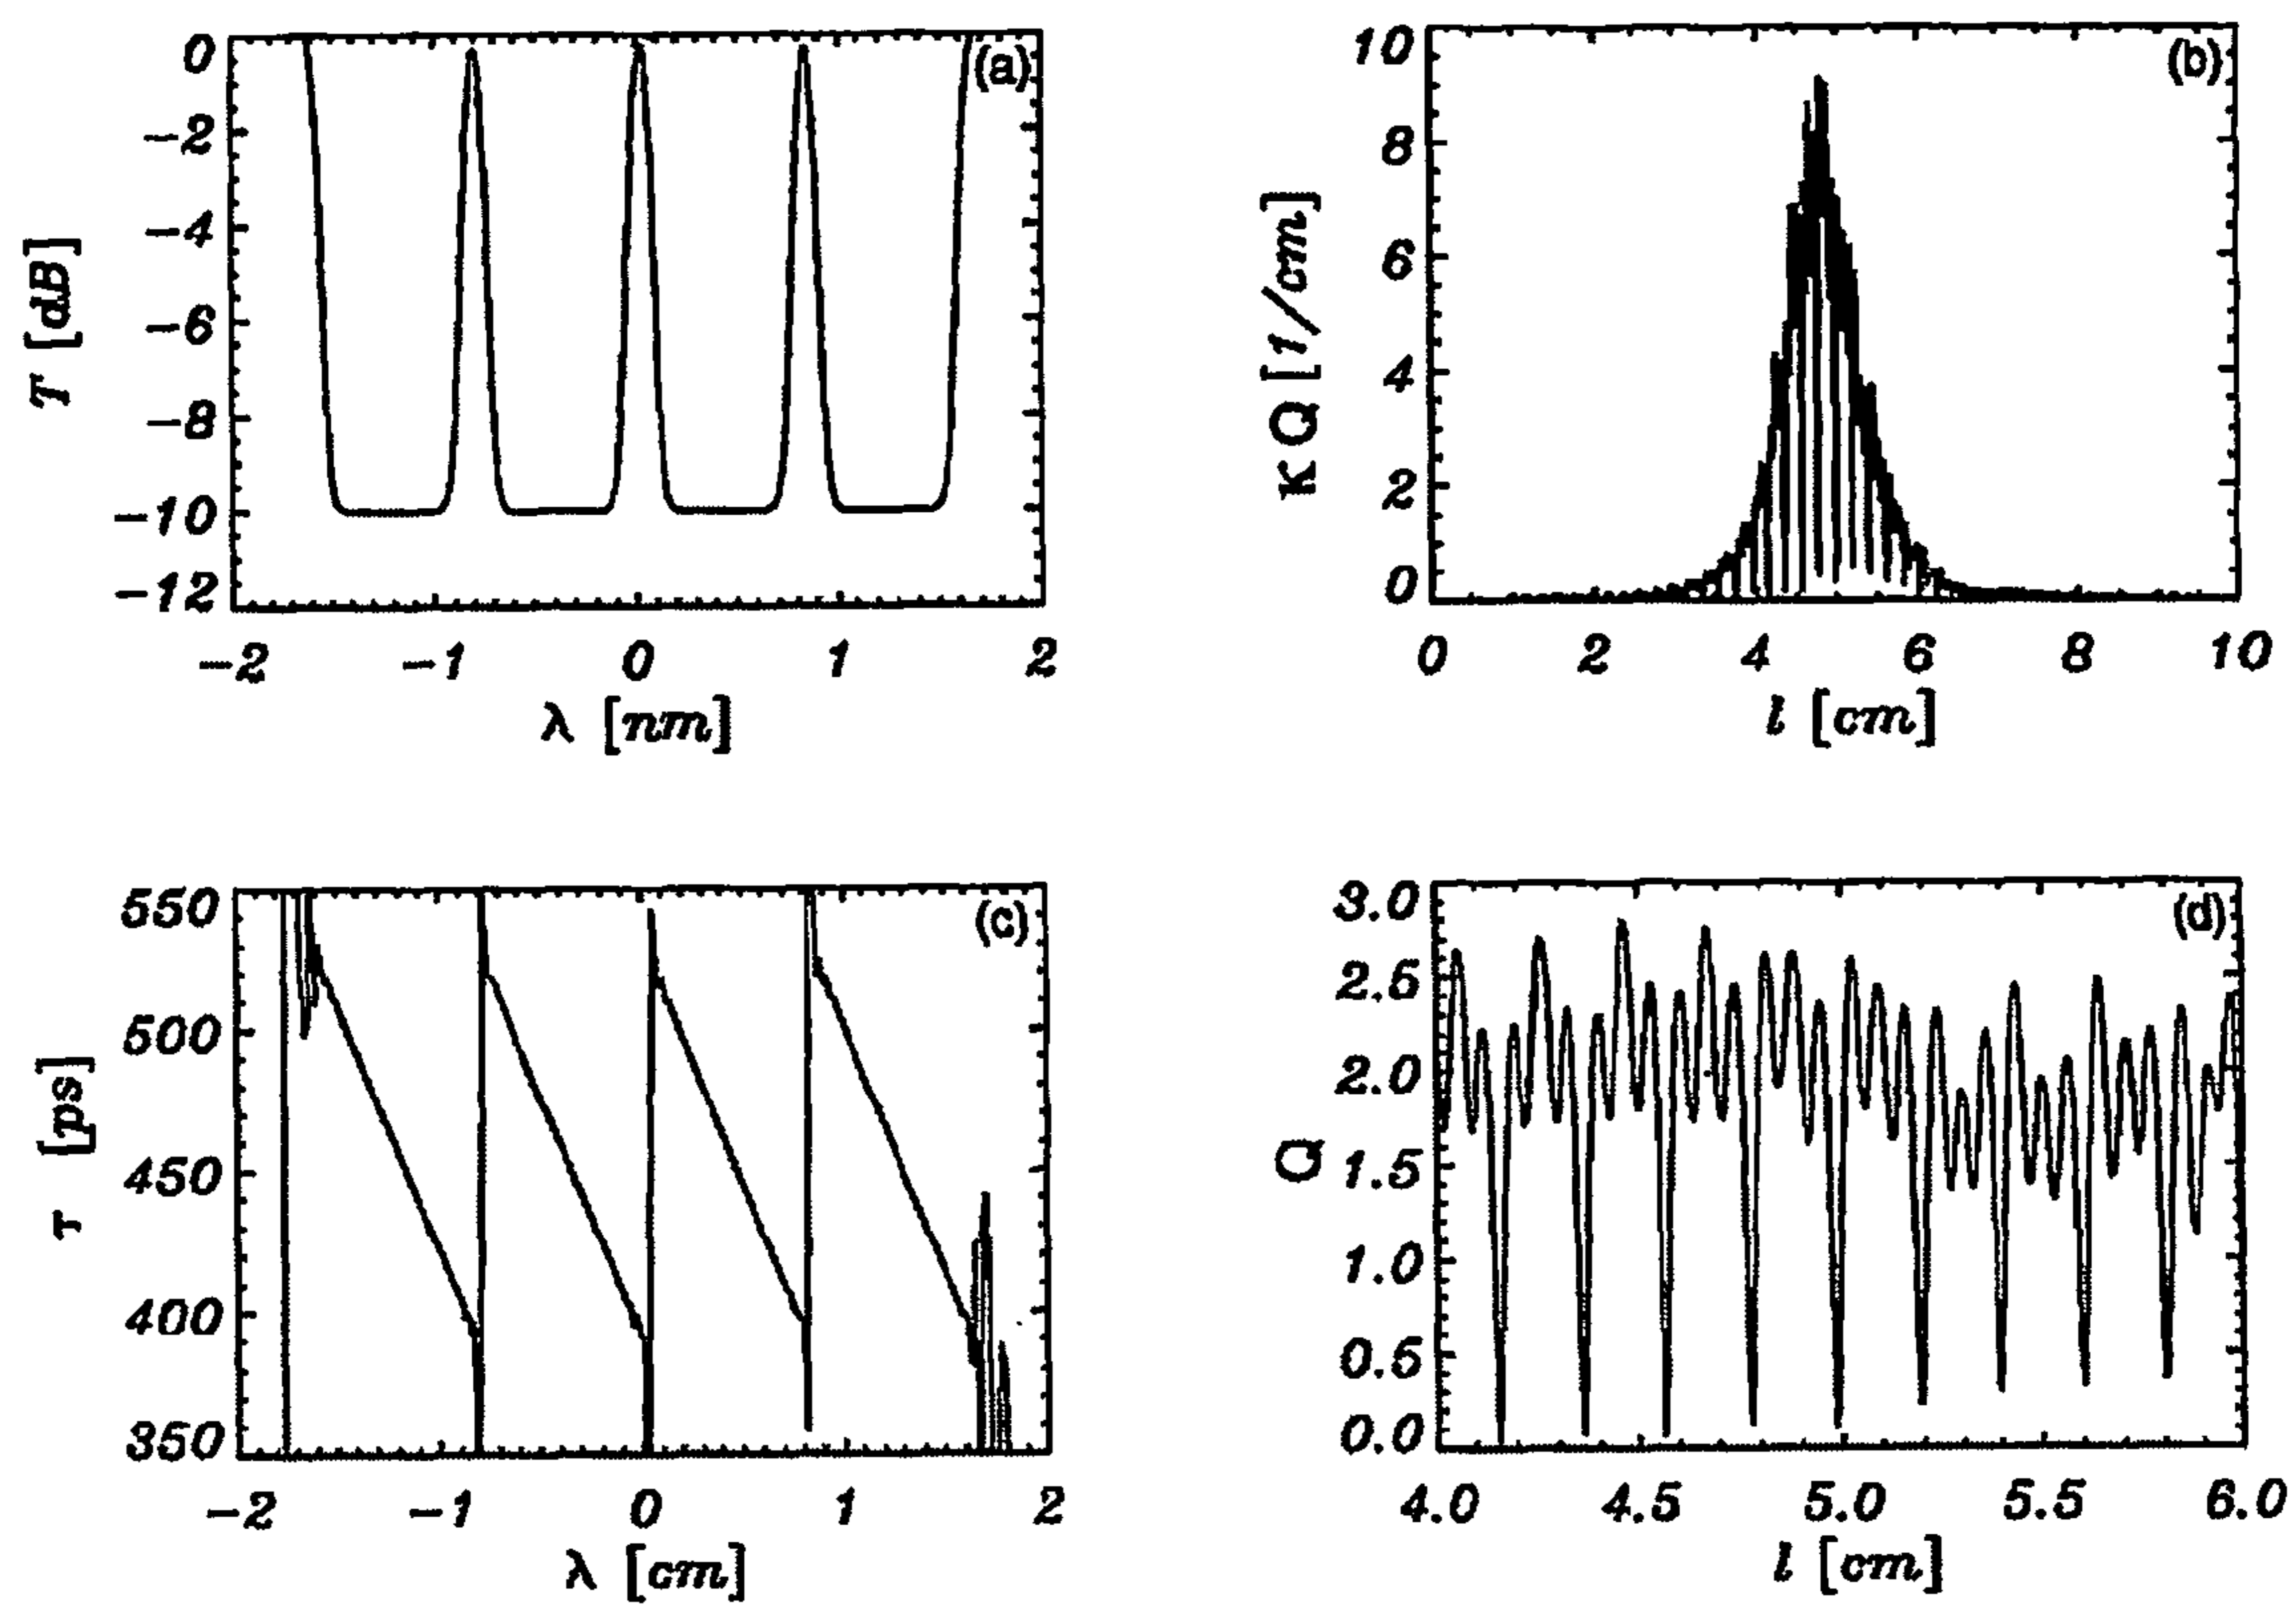 (a)
0
-2
-4
-6
-8
-10
-12
T [dB]
-2 -1 0 1 2
λ [nm]
(b)
10
8
6
4
2
0
κ Q [1/cm]
0 2 4 6 8 10
l [cm]
(c)
550
500
450
400
350
τ [ps]
-2 -1 0 1 2
λ [cm]
(d)
3.0
2.5
2.0
1.5
1.0
0.5
0.0
Q
4.0 4.5 5.0 5.5 6.0
l [cm]